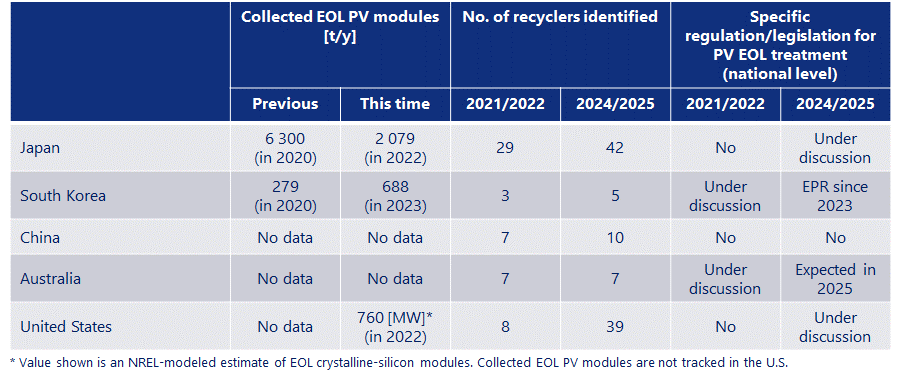 Collected EOL PV modules [t/y] No. of recyclers identified Specific regulation/legislation for PV EOL treatment (national level)
Previous This time 2021/2022 2024/2025 2021/2022 2024/2025
Japan 6 300 (in 2020) 2 079 (in 2022) 29 42 No Under discussion
South Korea 279 (in 2020) 688 (in 2023) 3 5 Under discussion EPR since 2023
China No data No data 7 10 No No
Australia No data No data 7 7 Under discussion Expected in 2025
United States No data 760 [MW]* (in 2022) 8 39 No Under discussion
* Value shown is an NREL-modeled estimate of EOL crystalline-silicon modules. Collected EOL PV modules are not tracked in the U.S.